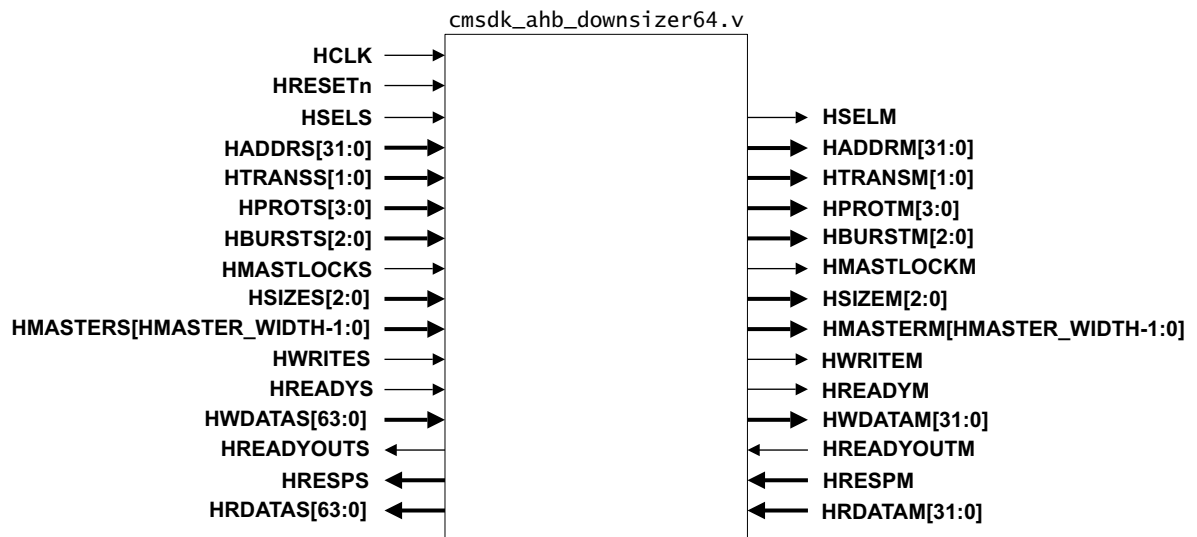 cmsdk_ahb_downsizer64.v
HCLK
HRESETn
HSELS HSELM
HADDRS[31:0] HADDRM[31:0]
HTRANSS[1:0] HTRANSM[1:0]
HPROTS[3:0] HPROTM[3:0]
HBURSTS[2:0] HBURSTM[2:0]
HMASTLOCKS HMASTLOCKM
HSIZES[2:0] HSIZEM[2:0]
HMASTERS[HMASTER_WIDTH-1:0] HMASTERM[HMASTER_WIDTH-1:0]
HWRITES HWRITEM
HREADYS HREADYM
HWDATAS[63:0] HWDATAM[31:0]
HREADYOUTS HREADYOUTM
HRESPS HRESPM
HRDATAS[63:0] HRDATAM[31:0]